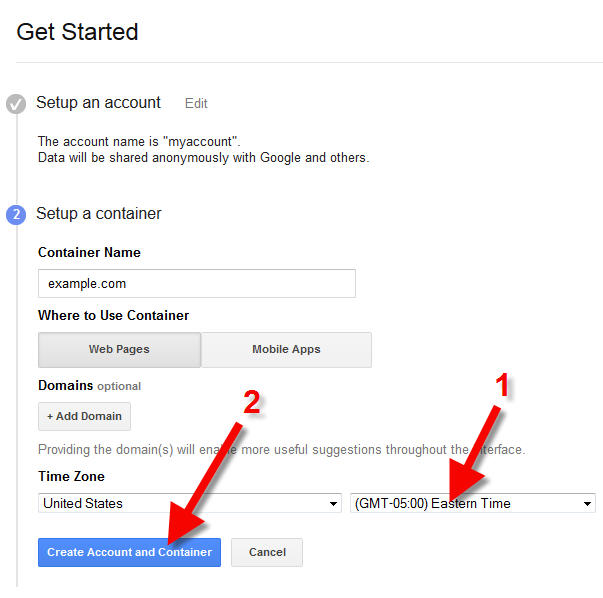 Get Started
Setup an account Edit
The account name is "myaccount".
Data will be shared anonymously with Google and others.
2 Setup a container
Container Name
example.com
Where to Use Container
Web Pages Mobile Apps
Domains optional
1
2
+ Add Domain
Providing the domain(s) will enable more useful suggestions throughout the interface.
Time Zone
United States (GMT-05:00) Eastern Time
Create Account and Container Cancel